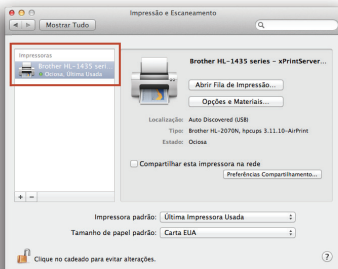 Impressão e Escaneamento
Mostrar Tudo
Impressoras
Brother HL-1435 seri...
Ociosa, Última Usada
Brother HL-1435 series - xPrintServer...
Abrir Fila de Impressão...
Opções e Materiais...
Localização: Auto Discovered (USB)
Tipo: Brother HL-2070N, hpcups 3.11.10-AirPrint
Estado: Ociosa
Compartilhar esta impressora na rede
Preferências Compartilhamento...
+ −
Impressora padrão: Última Impressora Usada
Tamanho de papel padrão: Carta EUA
Clique no cadeado para evitar alterações.
?